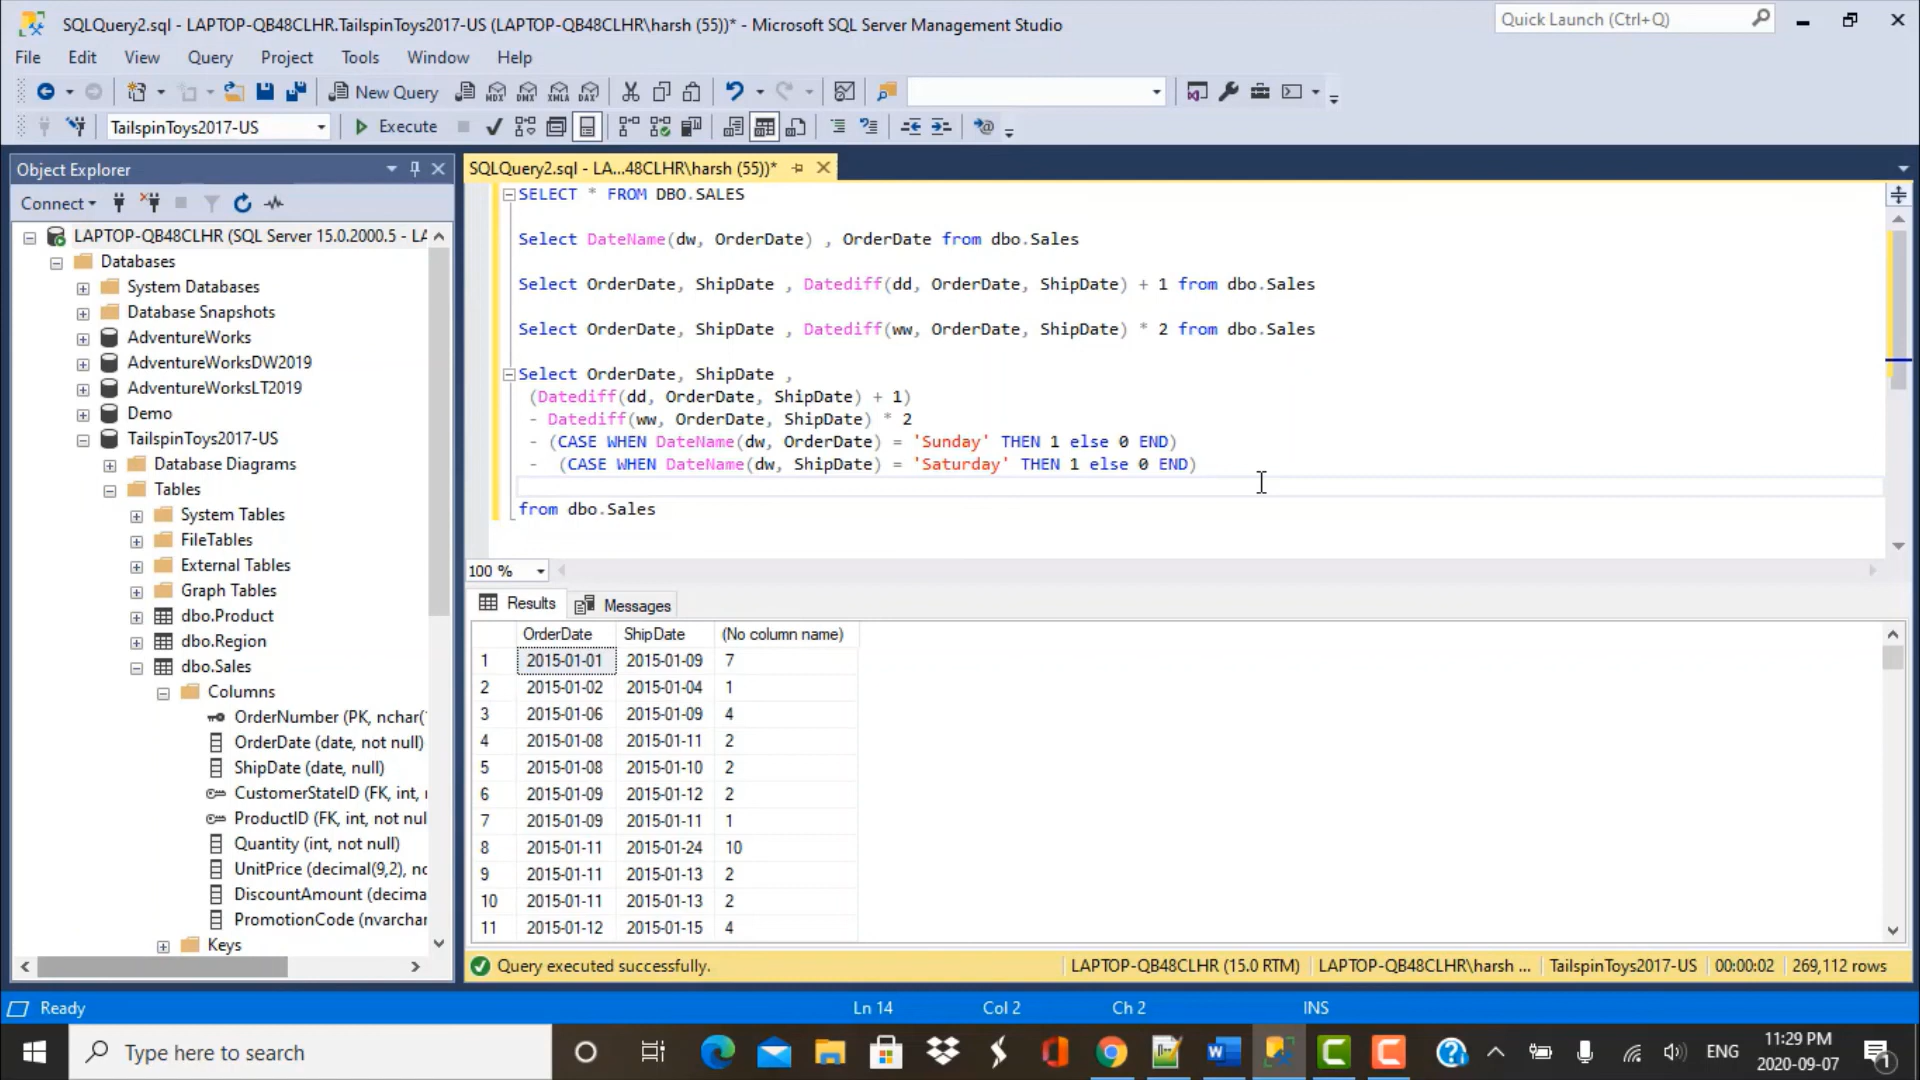 SQLQuery2.sql - LAPTOP-QB48CLHR.TailspinToys2017-US (LAPTOP-QB48CLHR\harsh (55))* - Microsoft SQL Server Management Studio
Quick Launch (Ctrl+Q)
File Edit View Query Project Tools Window Help
New Query
MDX DMX XMLA DAX
TailspinToys2017-US
Execute
Object Explorer
SQLQuery2.sql - LA...48CLHR\harsh (55))*
Connect
LAPTOP-QB48CLHR (SQL Server 15.0.2000.5 - LA
Databases
System Databases
Database Snapshots
AdventureWorks
AdventureWorksDW2019
AdventureWorksLT2019
Demo
TailspinToys2017-US
Database Diagrams
Tables
System Tables
FileTables
External Tables
Graph Tables
dbo.Product
dbo.Region
dbo.Sales
Columns
OrderNumber (PK, nchar(
OrderDate (date, not null)
ShipDate (date, null)
CustomerStateID (FK, int, r
ProductID (FK, int, not nul
Quantity (int, not null)
UnitPrice (decimal(9,2), nc
DiscountAmount (decima
PromotionCode (nvarchar
Keys
SELECT * FROM DBO.SALES
Select DateName(dw, OrderDate) , OrderDate from dbo.Sales
Select OrderDate, ShipDate , Datediff(dd, OrderDate, ShipDate) + 1 from dbo.Sales
Select OrderDate, ShipDate , Datediff(ww, OrderDate, ShipDate) * 2 from dbo.Sales
Select OrderDate, ShipDate ,
(Datediff(dd, OrderDate, ShipDate) + 1)
- Datediff(ww, OrderDate, ShipDate) * 2
- (CASE WHEN DateName(dw, OrderDate) = 'Sunday' THEN 1 else 0 END)
- (CASE WHEN DateName(dw, ShipDate) = 'Saturday' THEN 1 else 0 END)
from dbo.Sales
100 %
Results Messages
OrderDate ShipDate (No column name)
1 2015-01-01 2015-01-09 7
2 2015-01-02 2015-01-04 1
3 2015-01-06 2015-01-09 4
4 2015-01-08 2015-01-11 2
5 2015-01-08 2015-01-10 2
6 2015-01-09 2015-01-12 2
7 2015-01-09 2015-01-11 1
8 2015-01-11 2015-01-24 10
9 2015-01-11 2015-01-13 2
10 2015-01-11 2015-01-13 2
11 2015-01-12 2015-01-15 4
Query executed successfully.
LAPTOP-QB48CLHR (15.0 RTM) LAPTOP-QB48CLHR\harsh ... TailspinToys2017-US 00:00:02 269,112 rows
Ready Ln 14 Col 2 Ch 2 INS
Type here to search
ENG
11:29 PM
2020-09-07
1